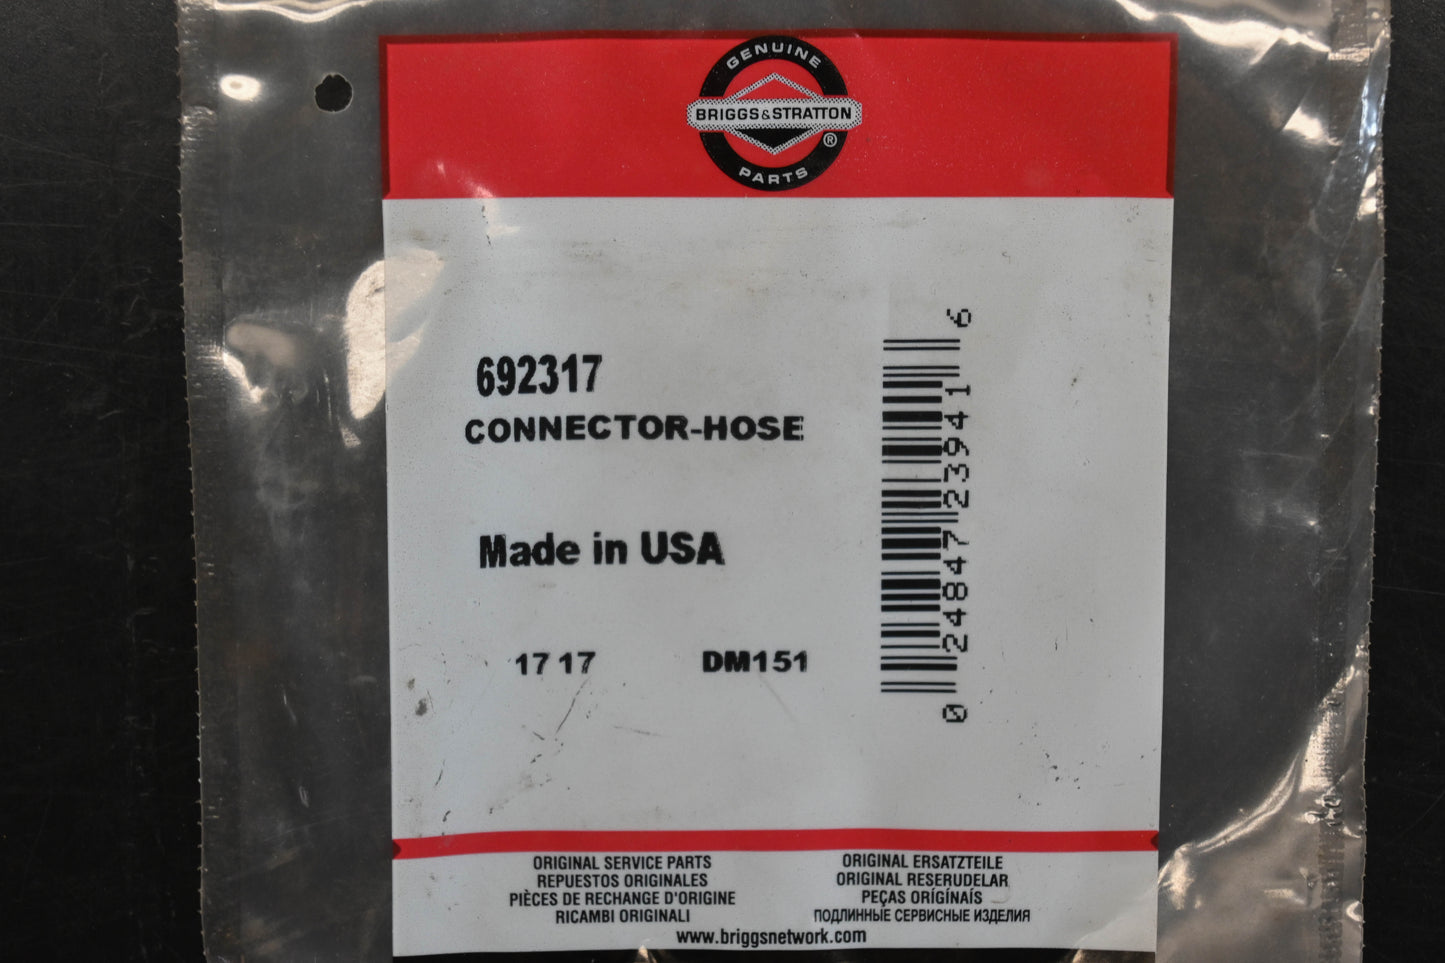 GENUINE
BRIGGS&STRATTON
®
PARTS
692317
CONNECTOR-HOSE
Made in USA
17 17 DM151
0 24847 23941 6
ORIGINAL SERVICE PARTS
REPUESTOS ORIGINALES
PIÈCES DE RECHANGE D'ORIGINE
RICAMBI ORIGINALI
ORIGINAL ERSATZTEILE
ORIGINAL RESERUDELAR
PEÇAS ORÍGÍNAÍS
ПОДЛИННЫЕ СЕРВИСНЫЕ ИЗДЕЛИЯ
www.briggsnetwork.com